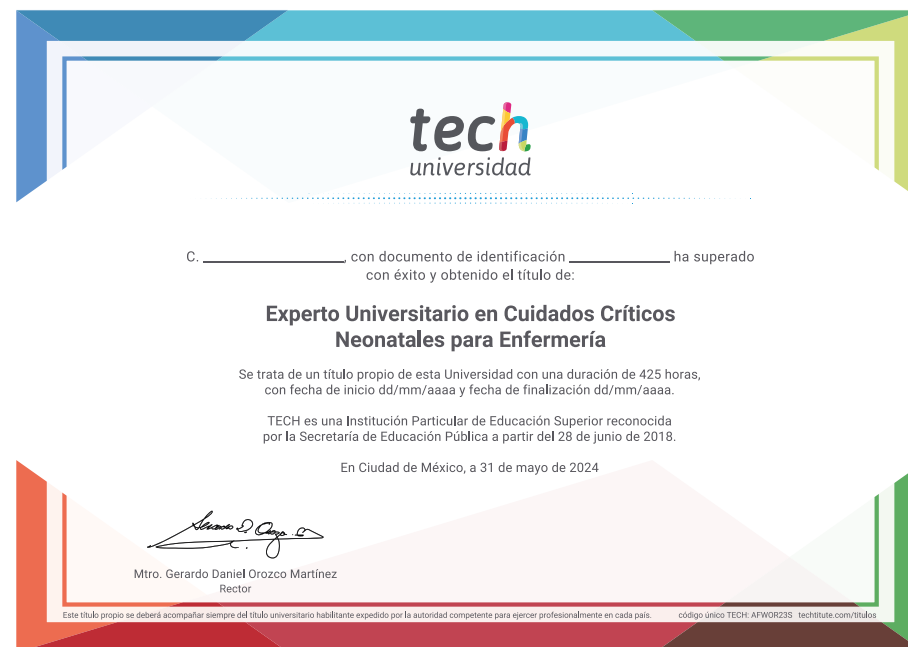 tech
universidad
C. ____________, con documento de identificación ____________ ha superado
con éxito y obtenido el título de:
Experto Universitario en Cuidados Críticos
Neonatales para Enfermería
Se trata de un título propio de esta Universidad con una duración de 425 horas,
con fecha de inicio dd/mm/aaaa y fecha de finalización dd/mm/aaaa.
TECH es una Institución Particular de Educación Superior reconocida
por la Secretaría de Educación Pública a partir del 28 de junio de 2018.
En Ciudad de México, a 31 de mayo de 2024
Mtro. Gerardo Daniel Orozco Martínez
Rector
Este título propio se deberá acompañar siempre del título universitario habilitante expedido por la autoridad competente para ejercer profesionalmente en cada país. código único TECH: AFWOR23S techtitute.com/titulos